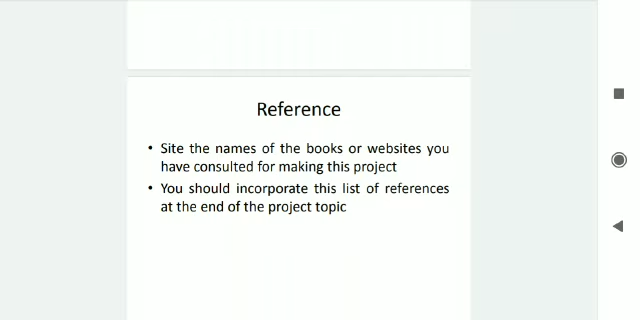 Reference
• Site the names of the books or websites you
have consulted for making this project
• You should incorporate this list of references
at the end of the project topic